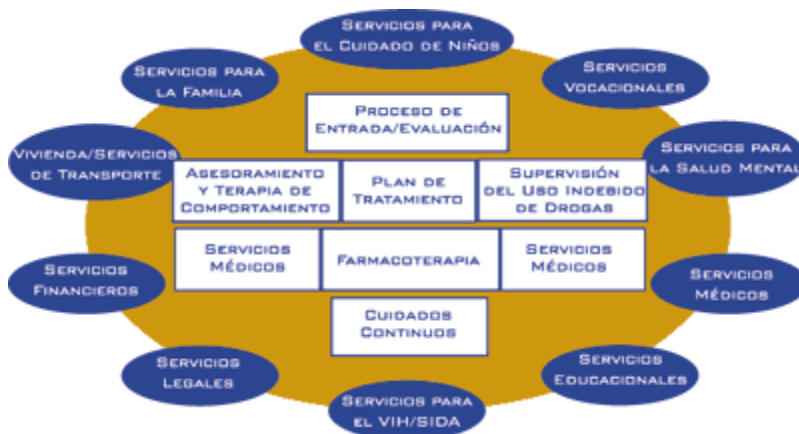 Servicios para
el Cuidado de Niños
Servicios para
la Familia
Servicios
Vocacionales
Proceso de
Entrada/Evaluación
Vivienda/Servicios
de Transporte
Servicios para
la Salud Mental
Asesoramiento
y Terapia de
Comportamiento
Plan de
Tratamiento
Supervisión
del Uso Indebido
de Drogas
Servicios
Médicos
Farmacoterapia
Servicios
Médicos
Servicios
Financieros
Servicios
Médicos
Cuidados
Continuos
Servicios
Legales
Servicios
Educacionales
Servicios para
el VIH/SIDA